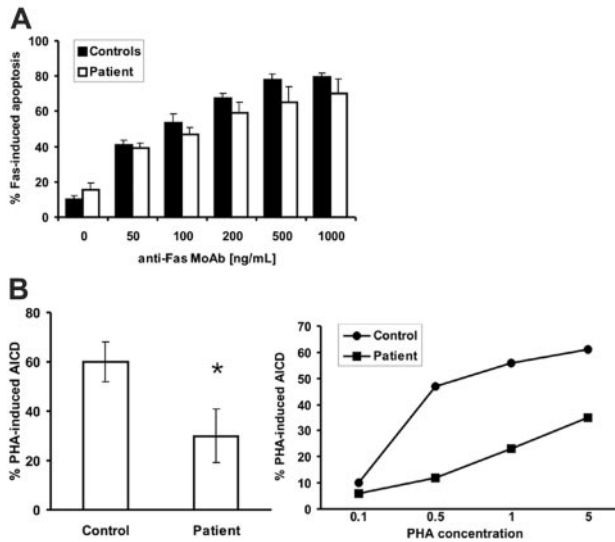 A
% Fas-induced apoptosis
100
80
60
40
20
0
Controls
Patient
0 50 100 200 500 1000
anti-Fas MoAb [ng/mL]
B
% PHA-induced AICD
80
60
40
20
0
*
Control Patient
% PHA-induced AICD
70
60
50
40
30
20
10
0
Control
Patient
0.1 0.5 1 5
PHA concentration